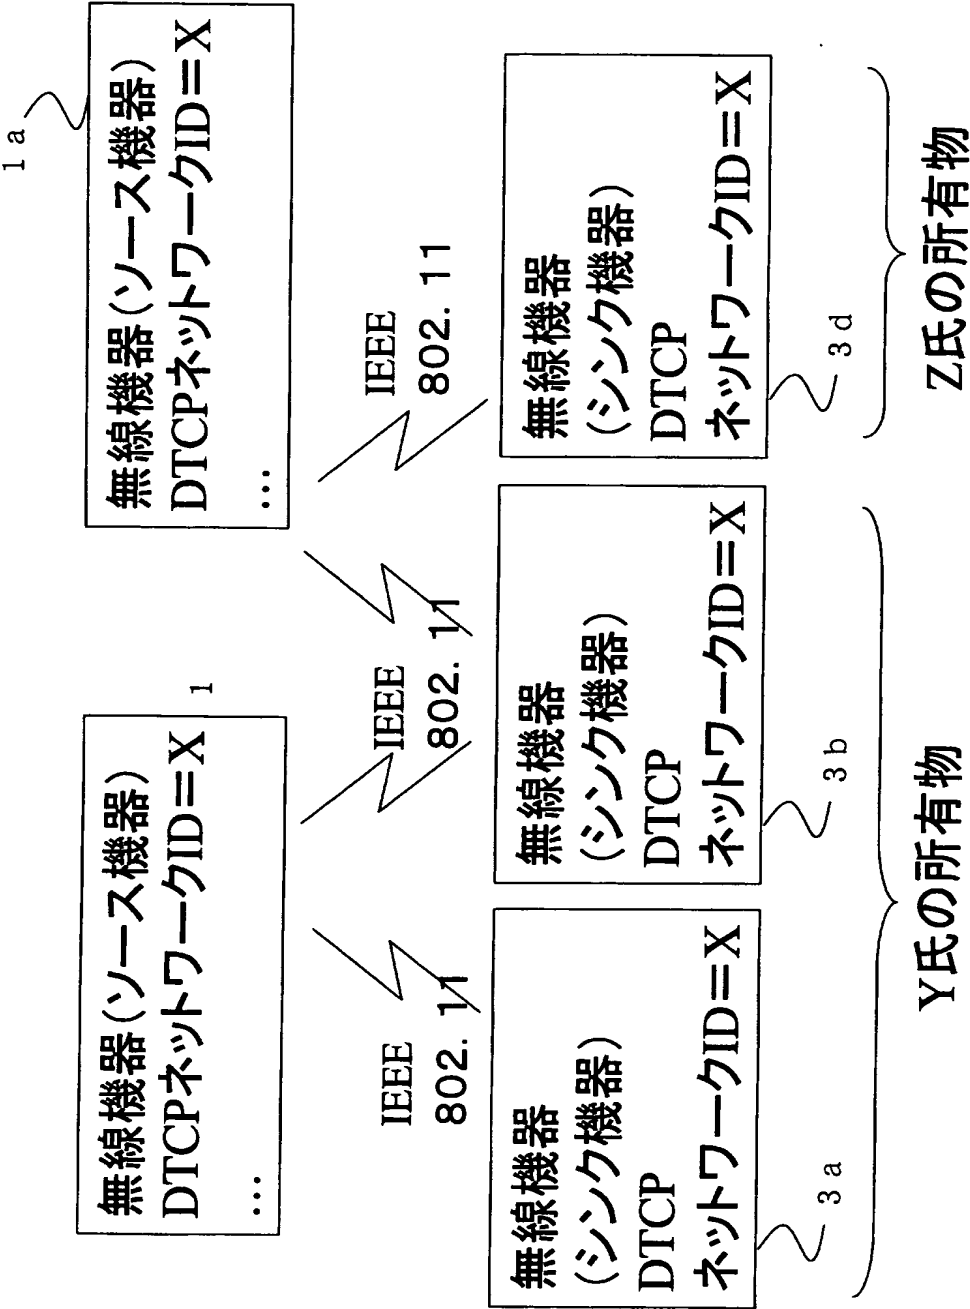 無線機器(ソース機器)
DTCPネットワークID=X
…
1
無線機器(ソース機器)
DTCPネットワークID=X
…
1a
IEEE
802. 11
IEEE
802. 11
IEEE
802. 11
無線機器
(シンク機器)
DTCP
ネットワークID=X
3a
無線機器
(シンク機器)
DTCP
ネットワークID=X
3b
無線機器
(シンク機器)
DTCP
ネットワークID=X
3d
Y氏の所有物
Z氏の所有物